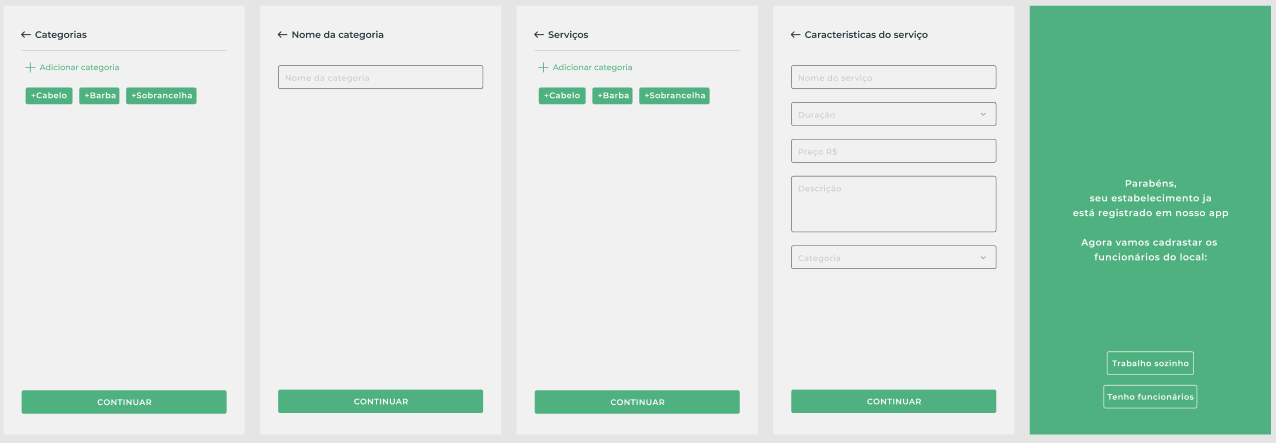 Categorias
Adicionar categoria
+Cabelo +Barba +Sobrancelha
CONTINUAR
Nome da categoria
Nome da categoria
CONTINUAR
Serviços
Adicionar categoria
+Cabelo +Barba +Sobrancelha
CONTINUAR
Caracteristicas do serviço
Nome do serviço
Duração
Preço R$
Descrição
Categoria
CONTINUAR
Parabéns,
seu estabelecimento ja
está registrado em nosso app
Agora vamos cadrastar os
funcionários do local:
Trabalho sozinho
Tenho funcionários